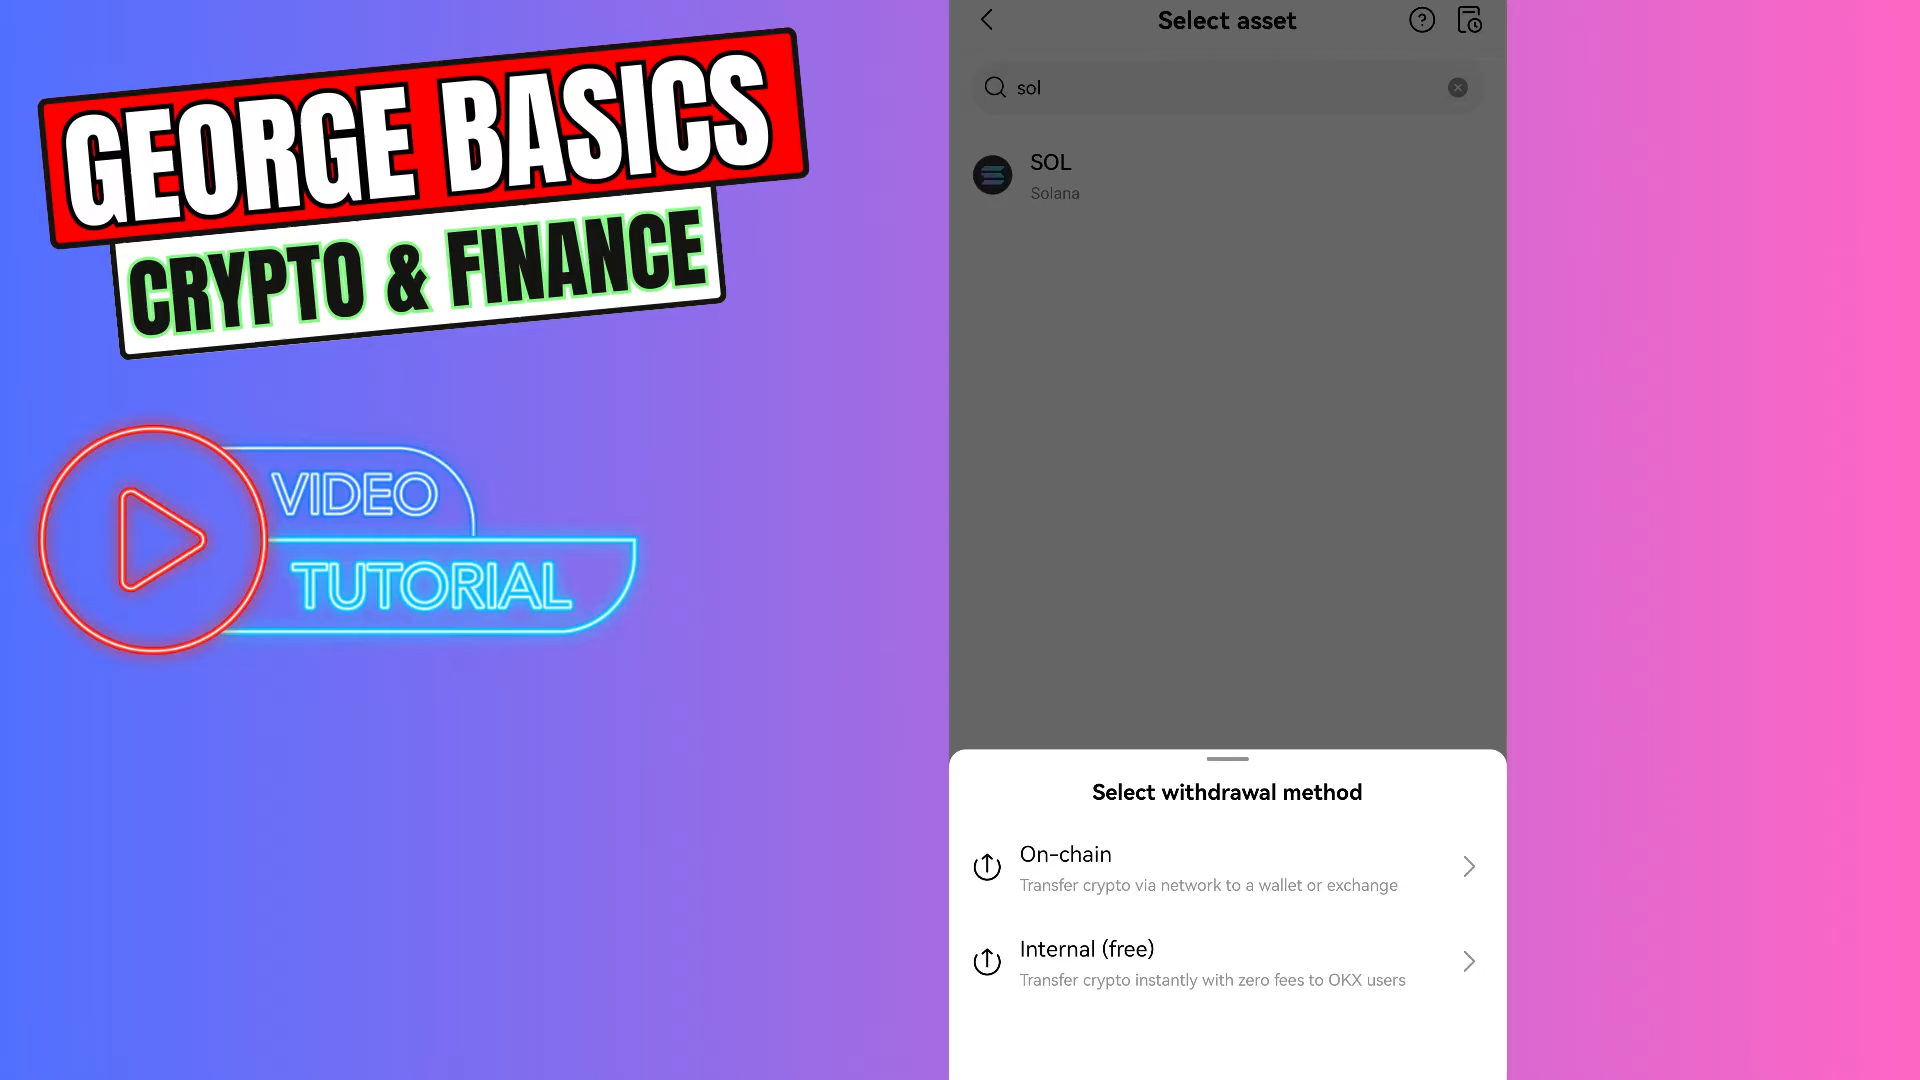 GEORGE BASICS
CRYPTO & FINANCE
VIDEO
TUTORIAL
Select asset
sol
SOL
Solana
Select withdrawal method
On-chain
Transfer crypto via network to a wallet or exchange
Internal (free)
Transfer crypto instantly with zero fees to OKX users